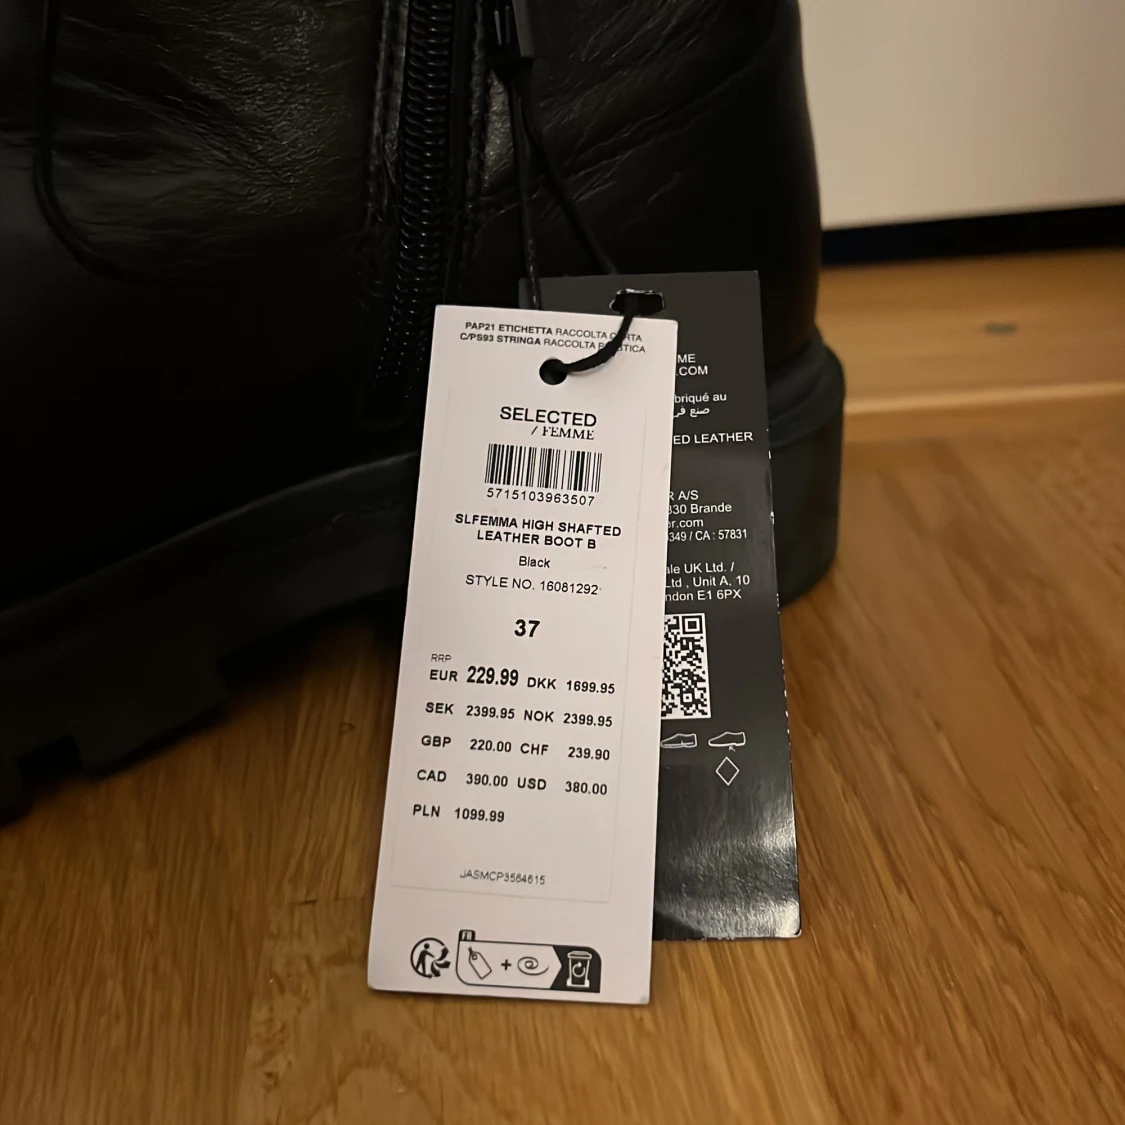 PAP21 ETICHETTA RACCOLTA CARTA
C/PS93 STRINGA RACCOLTA PLASTICA
SELECTED
/ FEMME
5715103963507
SLFEMMA HIGH SHAFTED
LEATHER BOOT B
Black
STYLE NO. 16081292
37
RRP
EUR 229.99 DKK 1699.95
SEK 2399.95 NOK 2399.95
GBP 220.00 CHF 239.90
CAD 390.00 USD 380.00
PLN 1099.99
JASMCP3564615
FR
+
ME
.COM
briqué au
صنع في
ED LEATHER
R A/S
330 Brande
er.com
349 / CA : 57831
ale UK Ltd. /
Ltd , Unit A, 10
ndon E1 6PX